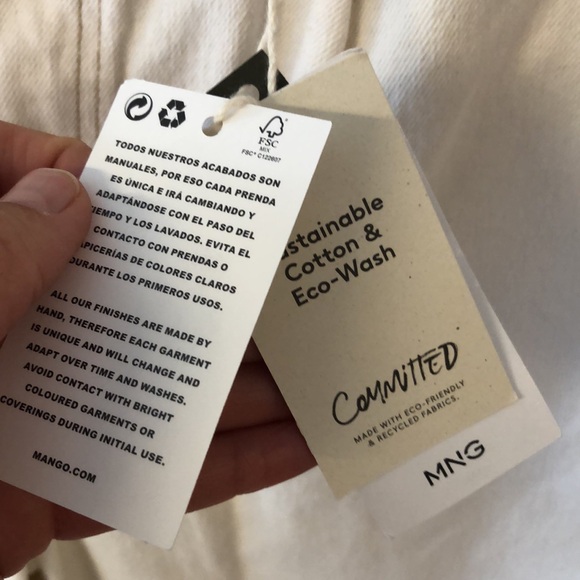 FSC
MIX
FSC® C122607
TODOS NUESTROS ACABADOS SON
MANUALES, POR ESO CADA PRENDA
ES ÚNICA E IRÁ CAMBIANDO Y
ADAPTÁNDOSE CON EL PASO DEL
TIEMPO Y LOS LAVADOS. EVITA EL
CONTACTO CON PRENDAS O
TAPICERÍAS DE COLORES CLAROS
DURANTE LOS PRIMEROS USOS.
ALL OUR FINISHES ARE MADE BY
HAND, THEREFORE EACH GARMENT
IS UNIQUE AND WILL CHANGE AND
ADAPT OVER TIME AND WASHES.
AVOID CONTACT WITH BRIGHT
COLOURED GARMENTS OR
COVERINGS DURING INITIAL USE.
MANGO.COM
stainable
Cotton &
Eco-Wash
COMMITTED
MADE WITH ECO-FRIENDLY
& RECYCLED FABRICS.
MNG